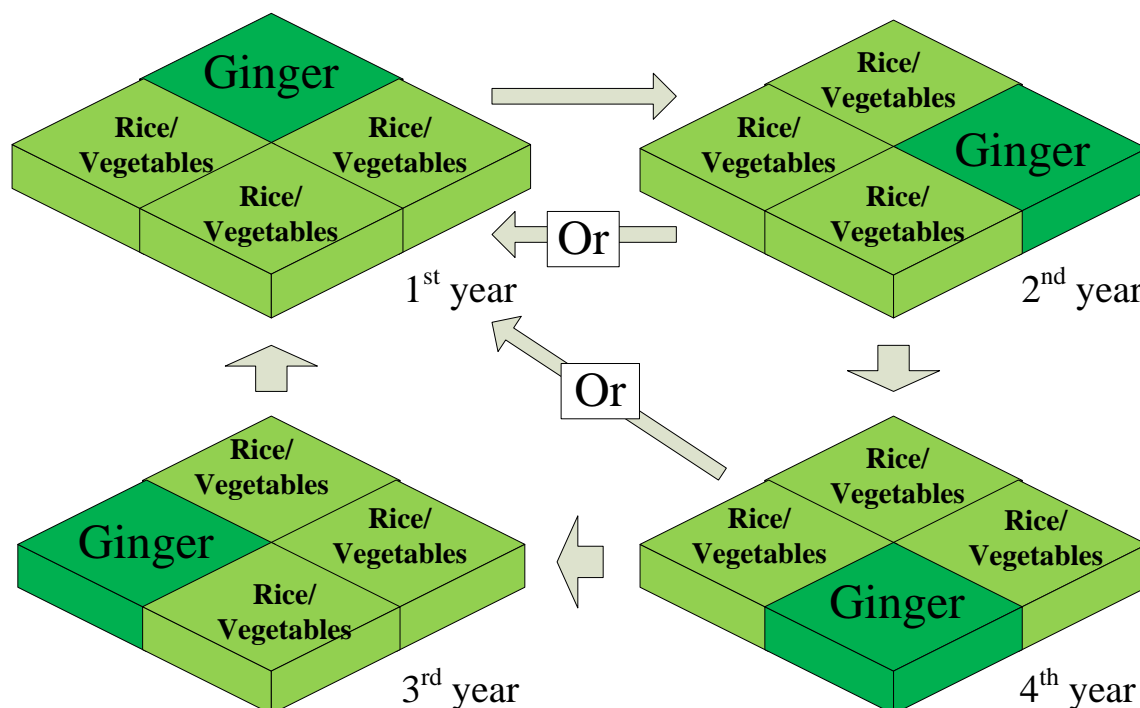 Ginger
Rice/
Vegetables
Rice/
Vegetables
Rice/
Vegetables
1st year
Rice/
Vegetables
Rice/
Vegetables
Ginger
Rice/
Vegetables
2nd year
Or
Or
Rice/
Vegetables
Ginger
Rice/
Vegetables
Rice/
Vegetables
3rd year
Rice/
Vegetables
Rice/
Vegetables
Rice/
Vegetables
Ginger
4th year